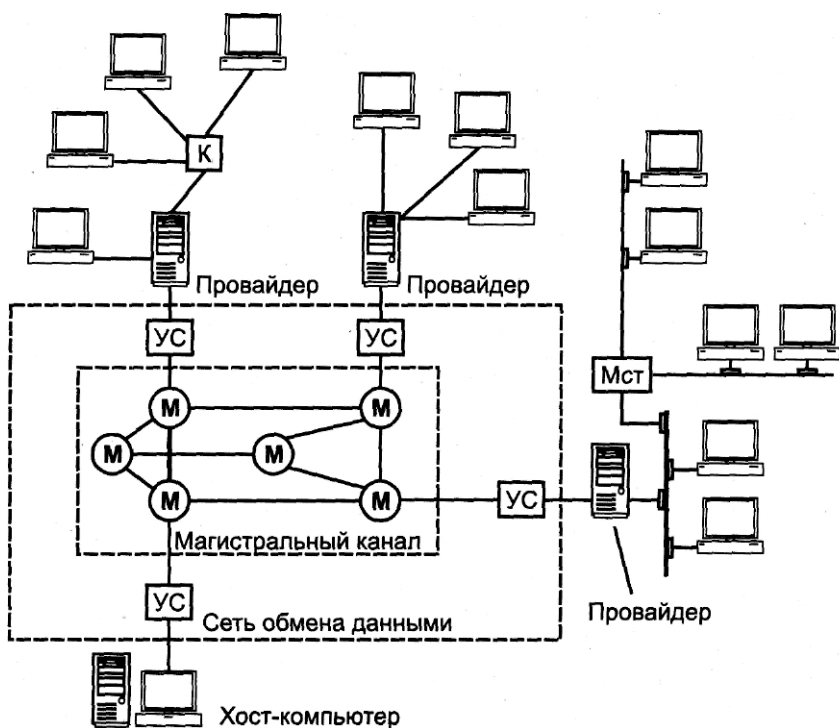 К
Провайдер
Провайдер
УС
УС
Мст
М
М
М
М
М
М
УС
Магистральный канал
УС
Сеть обмена данными
Провайдер
Хост-компьютер